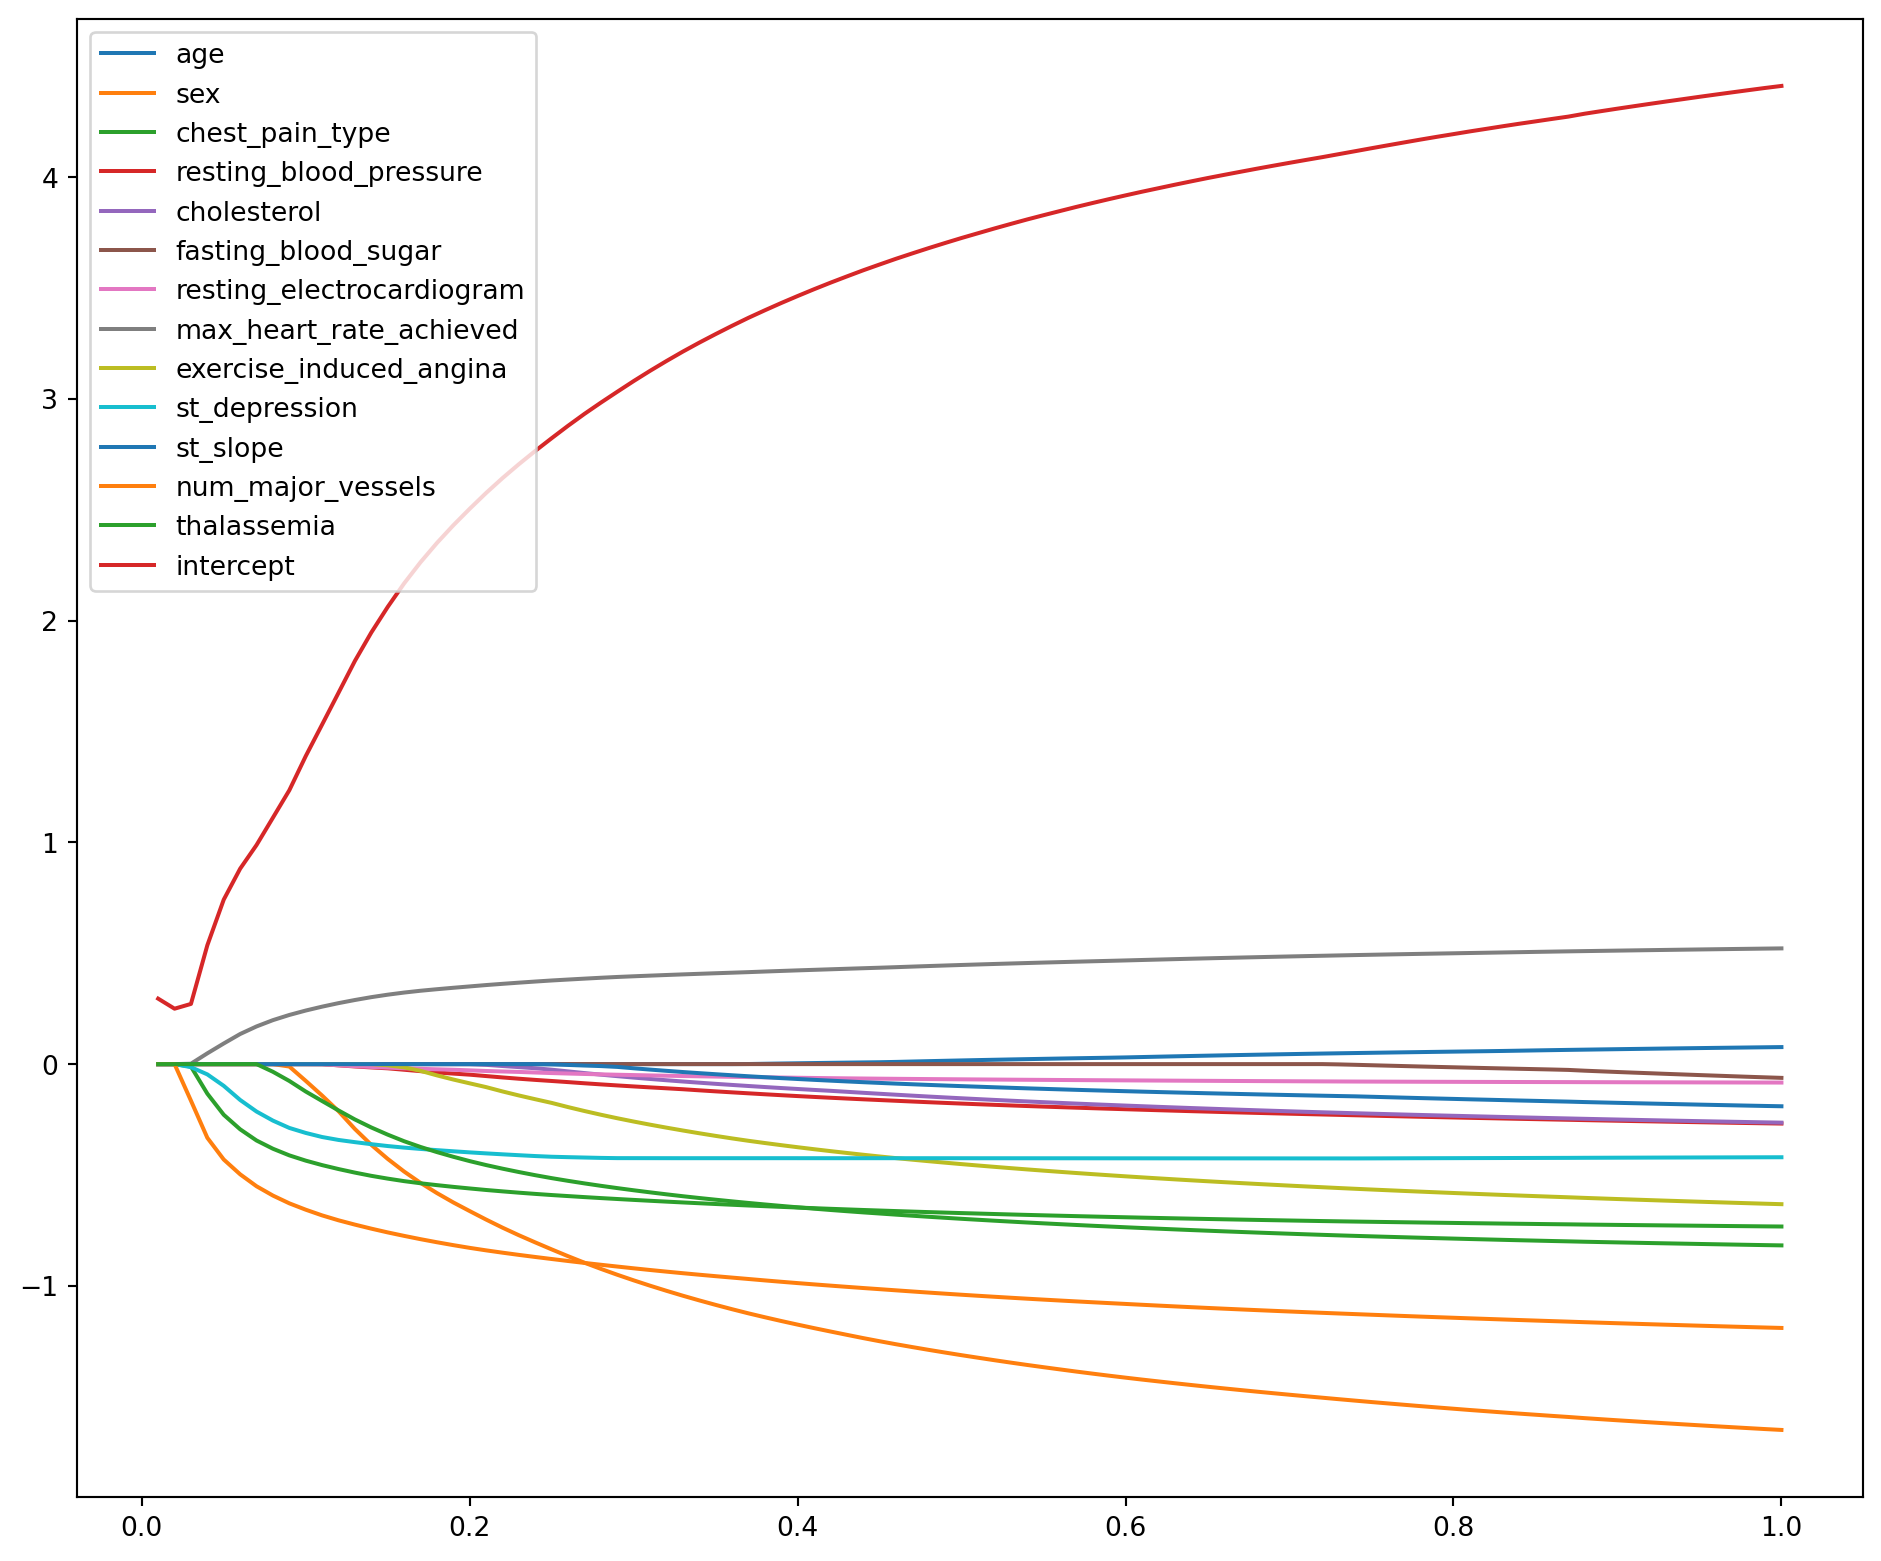 age
sex
chest_pain_type
resting_blood_pressure
cholesterol
fasting_blood_sugar
resting_electrocardiogram
max_heart_rate_achieved
exercise_induced_angina
st_depression
st_slope
num_major_vessels
thalassemia
intercept
4
3
2
1
0
−1
0.0 0.2 0.4 0.6 0.8 1.0